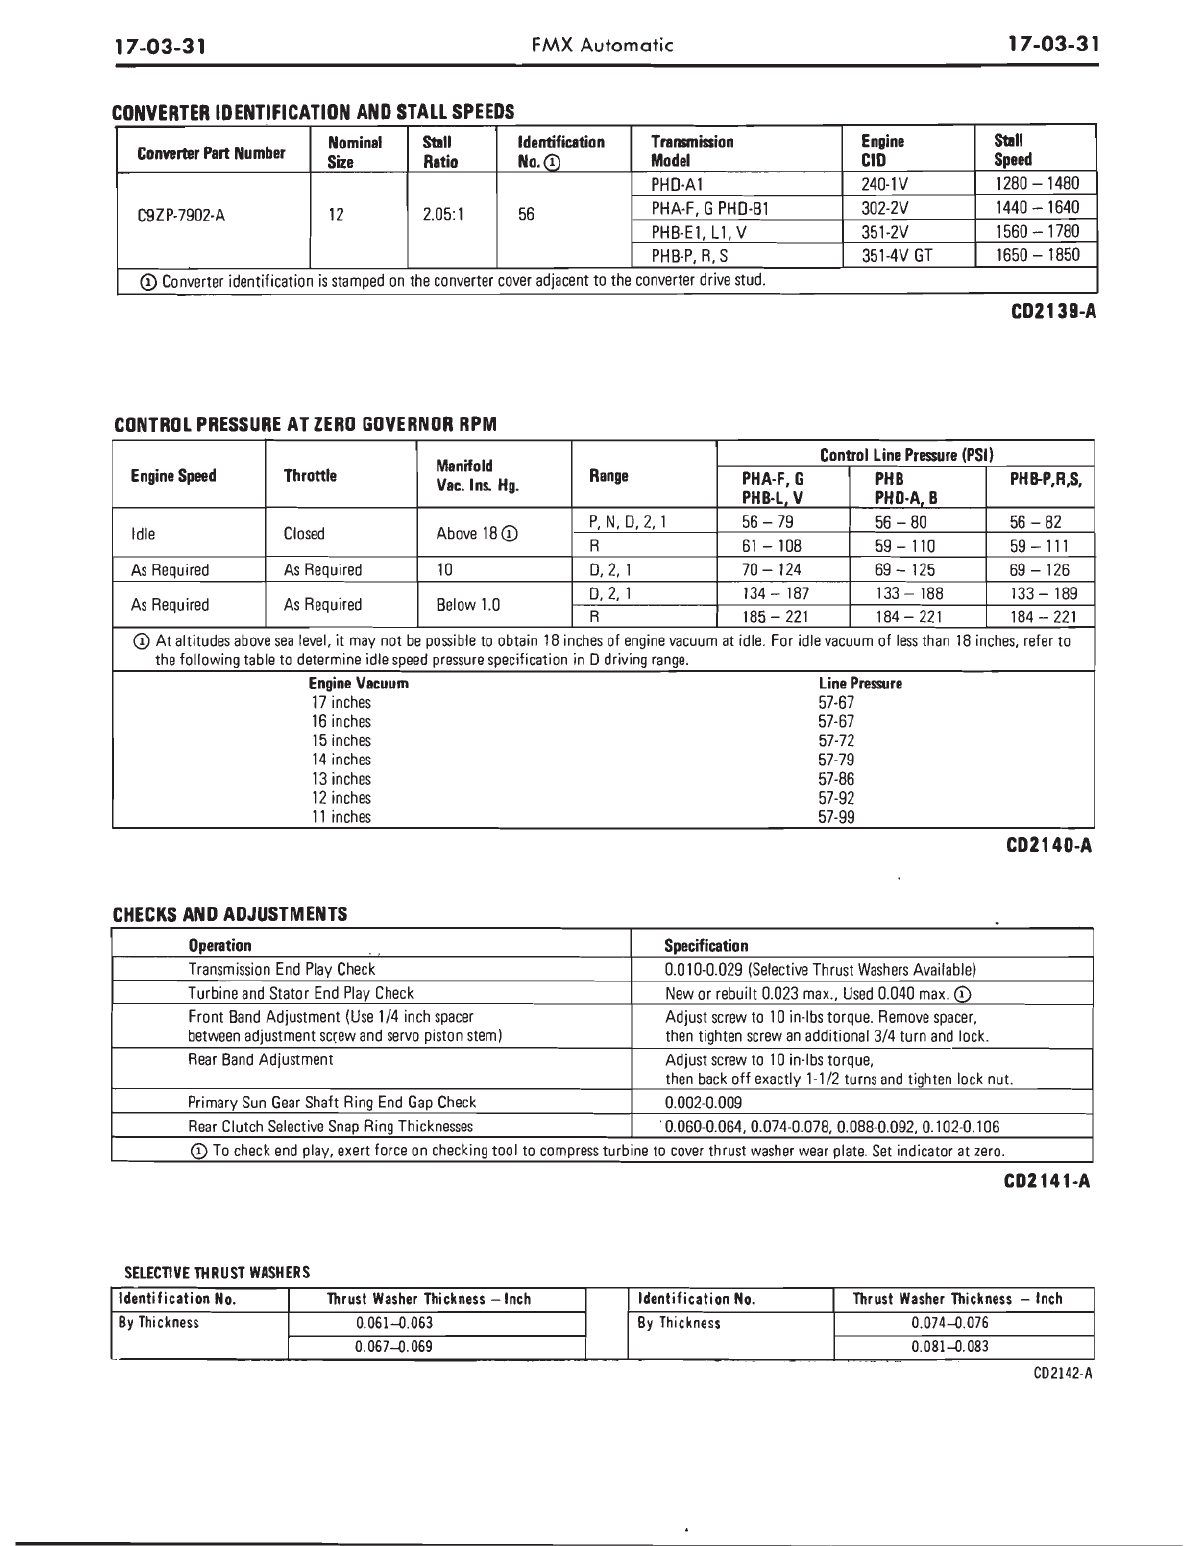 17-03-31 FMX Automatic 17-03-31
CONVERTER IDENTIFICATION AND STALL SPEEDS
Converter Part Number Nominal Size Stall Ratio Identification No.① Transmission Model Engine CID Stall Speed
C9ZP-7902-A 12 2.05:1 56
PHD-A1 240-1V 1280 – 1480
PHA-F, G PHD-B1 302-2V 1440 – 1640
PHB-E1, L1, V 351-2V 1560 – 1780
PHB-P, R, S 351-4V GT 1650 – 1850
① Converter identification is stamped on the converter cover adjacent to the converter drive stud.
CD2139-A
CONTROL PRESSURE AT ZERO GOVERNOR RPM
Engine Speed Throttle Manifold Vac. Ins. Hg. Range Control Line Pressure (PSI)
PHA-F, G PHB-L, V PHB PHD-A, B PHB-P,R,S,
Idle Closed Above 18 ① P, N, D, 2, 1 56 – 79 56 – 80 56 – 82
R 61 – 108 59 – 110 59 – 111
As Required As Required 10 D, 2, 1 70 – 124 69 – 125 69 – 126
As Required As Required Below 1.0 D, 2, 1 134 – 187 133 – 188 133 – 189
R 185 – 221 184 – 221 184 – 221
① At altitudes above sea level, it may not be possible to obtain 18 inches of engine vacuum at idle. For idle vacuum of less than 18 inches, refer to
the following table to determine idle speed pressure specification in D driving range.
Engine Vacuum Line Pressure
17 inches 57-67
16 inches 57-67
15 inches 57-72
14 inches 57-79
13 inches 57-86
12 inches 57-92
11 inches 57-99
CD2140-A
CHECKS AND ADJUSTMENTS
Operation Specification
Transmission End Play Check 0.010-0.029 (Selective Thrust Washers Available)
Turbine and Stator End Play Check New or rebuilt 0.023 max., Used 0.040 max. ①
Front Band Adjustment (Use 1/4 inch spacer Adjust screw to 10 in-lbs torque. Remove spacer,
between adjustment screw and servo piston stem) then tighten screw an additional 3/4 turn and lock.
Rear Band Adjustment Adjust screw to 10 in-lbs torque,
then back off exactly 1-1/2 turns and tighten lock nut.
Primary Sun Gear Shaft Ring End Gap Check 0.002-0.009
Rear Clutch Selective Snap Ring Thicknesses 0.060-0.064, 0.074-0.078, 0.088-0.092, 0.102-0.106
① To check end play, exert force on checking tool to compress turbine to cover thrust washer wear plate. Set indicator at zero.
CD2141-A
SELECTIVE THRUST WASHERS
Identification No. Thrust Washer Thickness – Inch Identification No. Thrust Washer Thickness – Inch
By Thickness 0.061–0.063 By Thickness 0.074–0.076
0.067–0.069 0.081–0.083
CD2142-A